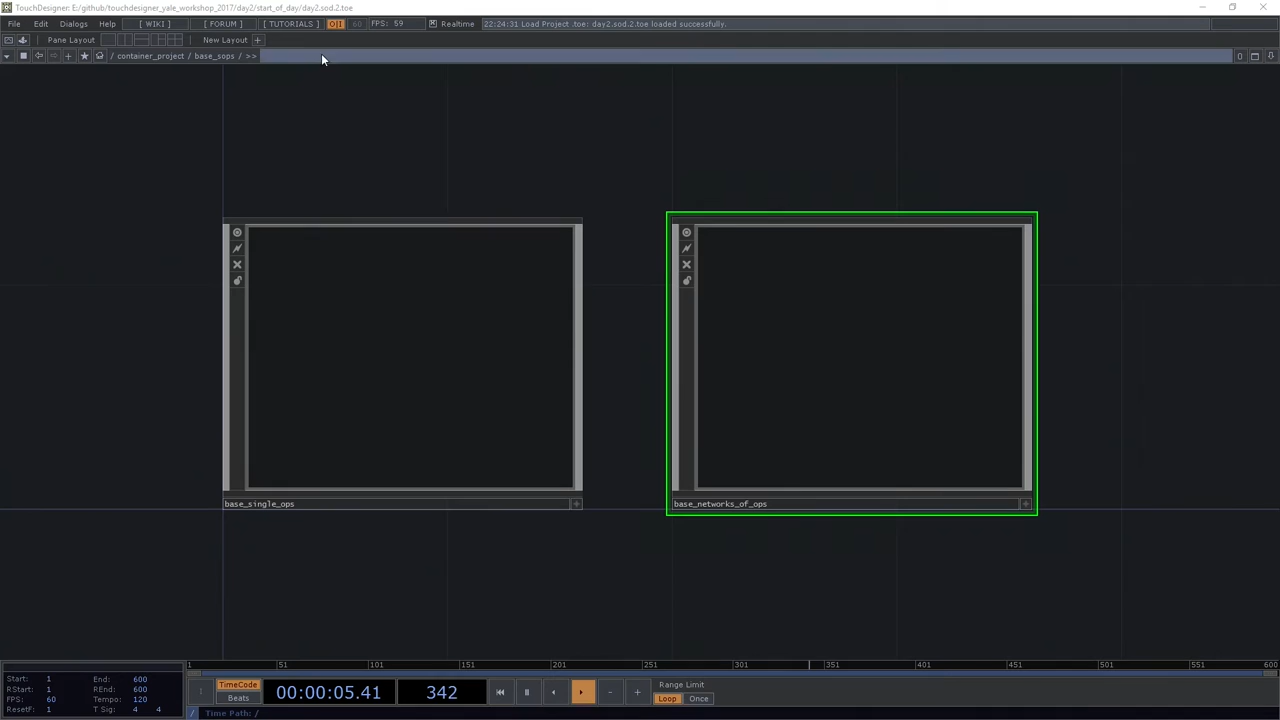 TouchDesigner: E:/github/touchdesigner_yale_workshop_2017/day2/start_of_day/day2.sod.2.toe
File Edit Dialogs Help [ WIKI ] [ FORUM ] [ TUTORIALS ] O|I 60 FPS: 59 Realtime 22:24:31 Load Project .toe: day2.sod.2.toe loaded successfully.
Pane Layout New Layout +
/ container_project / base_sops / >>
base_single_ops
base_networks_of_ops
1 51 101 151 201 251 301 351 401 451 501 551 600
Start: 1 End: 600
RStart: 1 REnd: 600
FPS: 60 Tempo: 120
ResetF: 1 T Sig: 4 4
TimeCode
Beats
00:00:05.41 342
Range Limit
Loop Once
/ Time Path: /